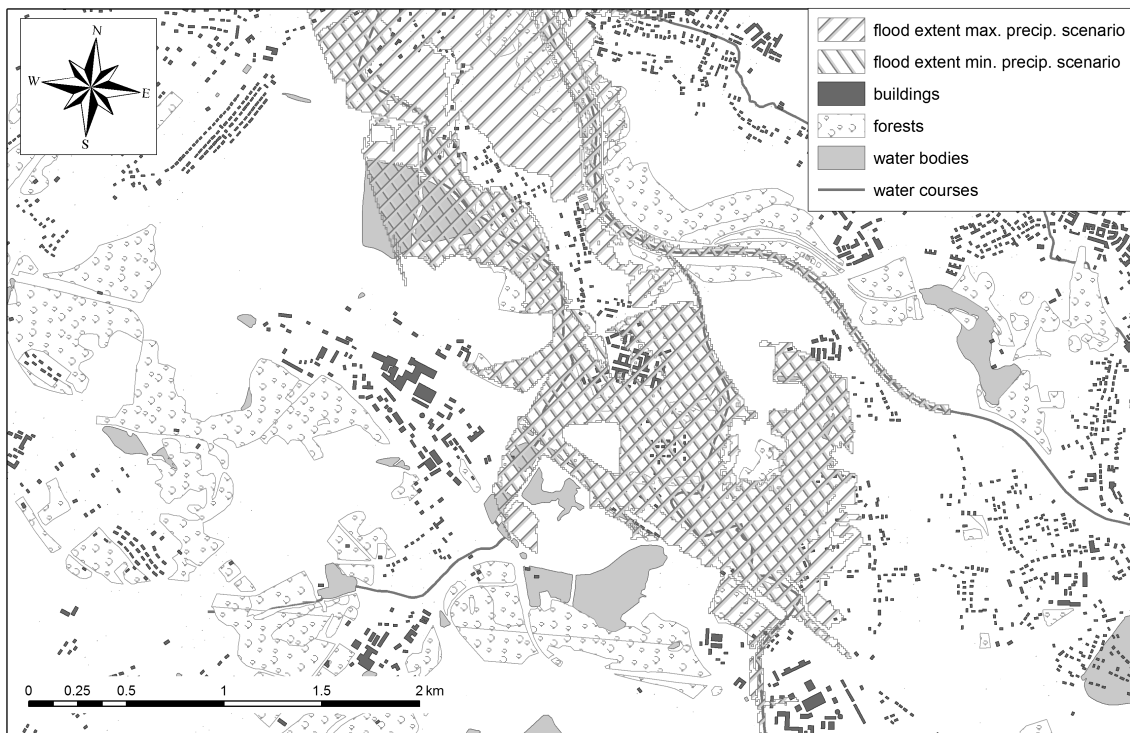 N
W
E
S
flood extent max. precip. scenario
flood extent min. precip. scenario
buildings
forests
water bodies
water courses
0 0.25 0.5 1 1.5 2 km